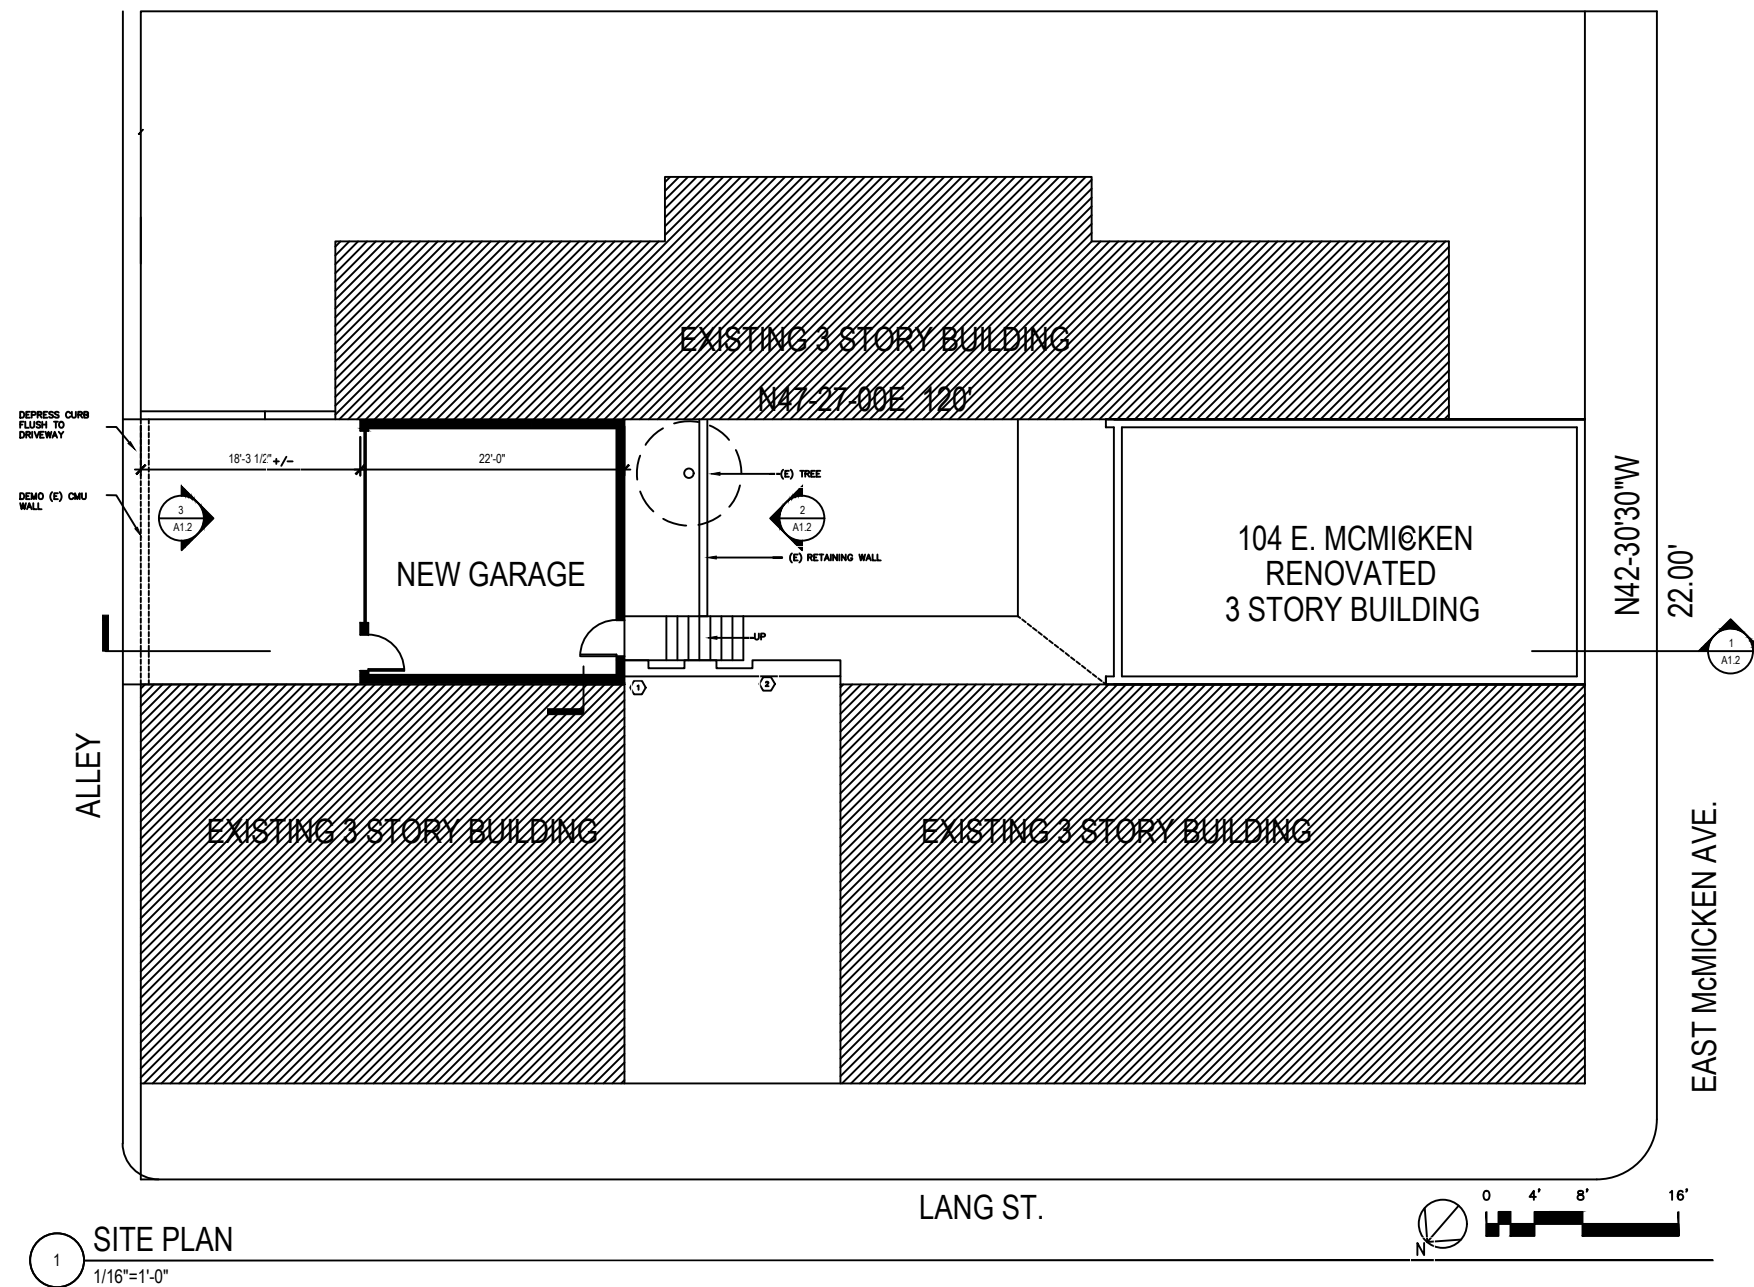 EXISTING 3 STORY BUILDING
N47-27-00E 120'
DEPRESS CURB
FLUSH TO
DRIVEWAY
18'-3 1/2"+/-
22'-0"
(E) TREE
DEMO (E) CMU
WALL
3
A1.2
2
A1.2
(E) RETAINING WALL
NEW GARAGE
104 E. MCMICKEN
RENOVATED
3 STORY BUILDING
N42-30'30"W
22.00'
UP
1
A1.2
1
2
ALLEY
EXISTING 3 STORY BUILDING
EXISTING 3 STORY BUILDING
EAST McMICKEN AVE.
LANG ST.
N
0 4' 8' 16'
1
SITE PLAN
1/16"=1'-0"